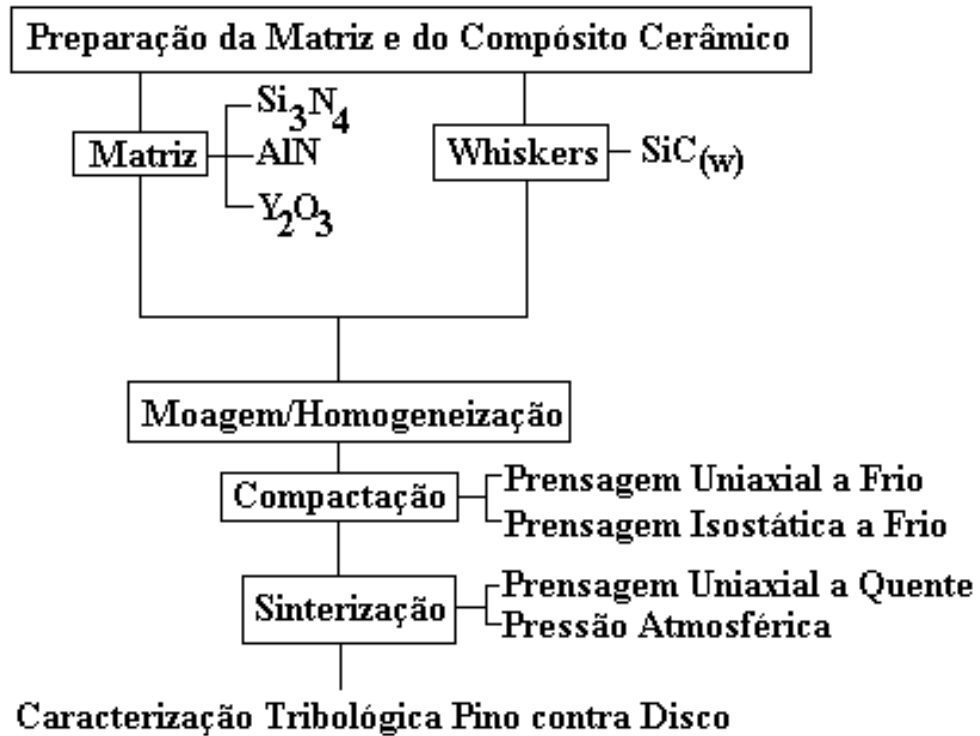 Preparação da Matriz e do Compósito Cerâmico
Matriz
Si3N4
AlN
Y2O3
Whiskers
SiC(w)
Moagem/Homogeneização
Compactação
Prensagem Uniaxial a Frio
Prensagem Isostática a Frio
Sinterização
Prensagem Uniaxial a Quente
Pressão Atmosférica
Caracterização Tribológica Pino contra Disco